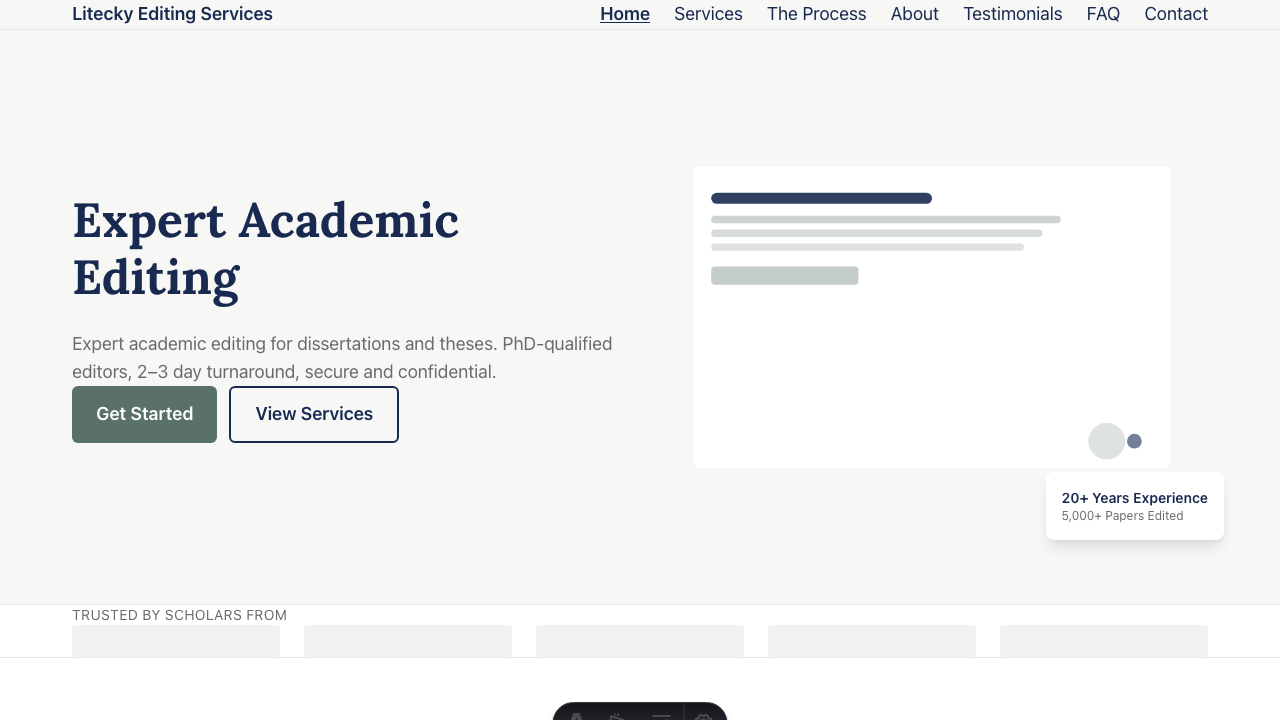 Litecky Editing Services
Home Services The Process About Testimonials FAQ Contact
Expert Academic
Editing
Expert academic editing for dissertations and theses. PhD-qualified
editors, 2–3 day turnaround, secure and confidential.
Get Started
View Services
20+ Years Experience
5,000+ Papers Edited
TRUSTED BY SCHOLARS FROM